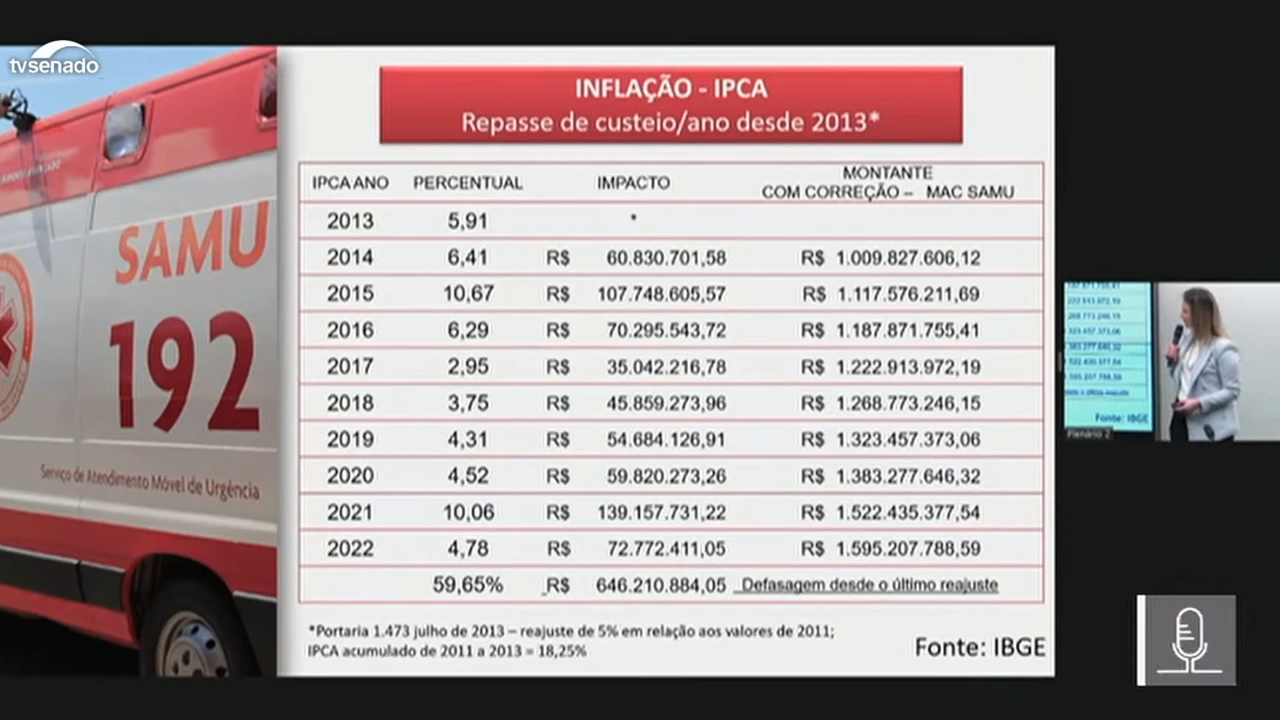 tvsenado
SAMU
192
Serviço de Atendimento Móvel de Urgência
INFLAÇÃO - IPCA
Repasse de custeio/ano desde 2013*
IPCA ANO PERCENTUAL IMPACTO MONTANTE
COM CORREÇÃO – MAC SAMU
2013 5,91 *
2014 6,41 R$ 60.830.701,58 R$ 1.009.827.606,12
2015 10,67 R$ 107.748.605,57 R$ 1.117.576.211,69
2016 6,29 R$ 70.295.543,72 R$ 1.187.871.755,41
2017 2,95 R$ 35.042.216,78 R$ 1.222.913.972,19
2018 3,75 R$ 45.859.273,96 R$ 1.268.773.246,15
2019 4,31 R$ 54.684.126,91 R$ 1.323.457.373,06
2020 4,52 R$ 59.820.273,26 R$ 1.383.277.646,32
2021 10,06 R$ 139.157.731,22 R$ 1.522.435.377,54
2022 4,78 R$ 72.772.411,05 R$ 1.595.207.788,59
59,65% R$ 646.210.884,05 Defasagem desde o último reajuste
*Portaria 1.473 julho de 2013 – reajuste de 5% em relação aos valores de 2011;
IPCA acumulado de 2011 a 2013 = 18,25%
Fonte: IBGE
Fonte: IBGE
Plenário 2